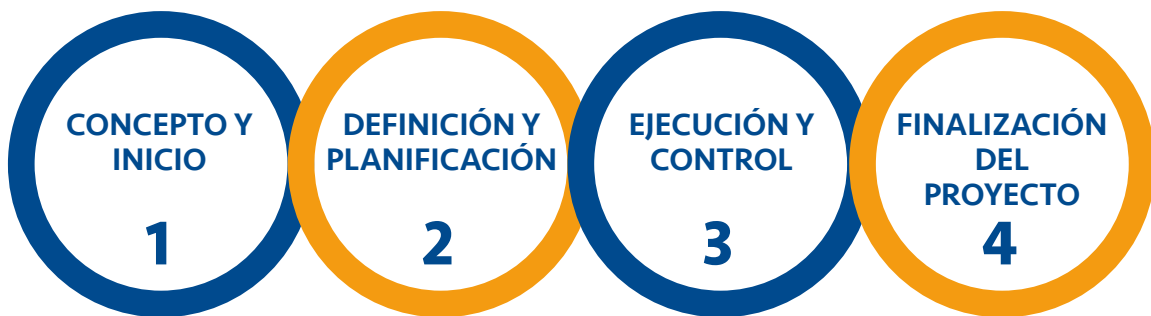 CONCEPTO Y
INICIO
1
DEFINICIÓN Y
PLANIFICACIÓN
2
EJECUCIÓN Y
CONTROL
3
FINALIZACIÓN
DEL
PROYECTO
4